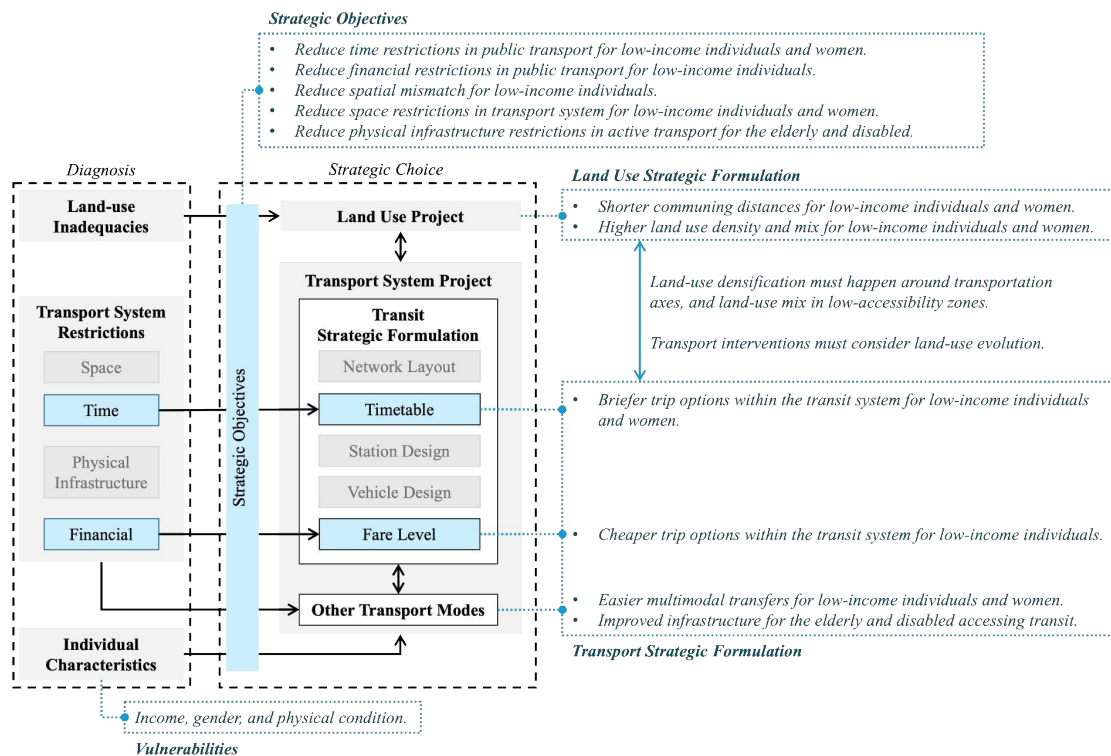 Strategic Objectives
• Reduce time restrictions in public transport for low-income individuals and women.
• Reduce financial restrictions in public transport for low-income individuals.
• Reduce spatial mismatch for low-income individuals.
• Reduce space restrictions in transport system for low-income individuals and women.
• Reduce physical infrastructure restrictions in active transport for the elderly and disabled.
Diagnosis
Land-use
Inadequacies
Transport System
Restrictions
Space
Time
Physical
Infrastructure
Financial
Individual
Characteristics
Strategic Objectives
Strategic Choice
Land Use Project
Transport System Project
Transit
Strategic Formulation
Network Layout
Timetable
Station Design
Vehicle Design
Fare Level
Other Transport Modes
Land Use Strategic Formulation
• Shorter communing distances for low-income individuals and women.
• Higher land use density and mix for low-income individuals and women.
Land-use densification must happen around transportation
axes, and land-use mix in low-accessibility zones.
Transport interventions must consider land-use evolution.
• Briefer trip options within the transit system for low-income individuals
and women.
• Cheaper trip options within the transit system for low-income individuals.
• Easier multimodal transfers for low-income individuals and women.
• Improved infrastructure for the elderly and disabled accessing transit.
Transport Strategic Formulation
Income, gender, and physical condition.
Vulnerabilities